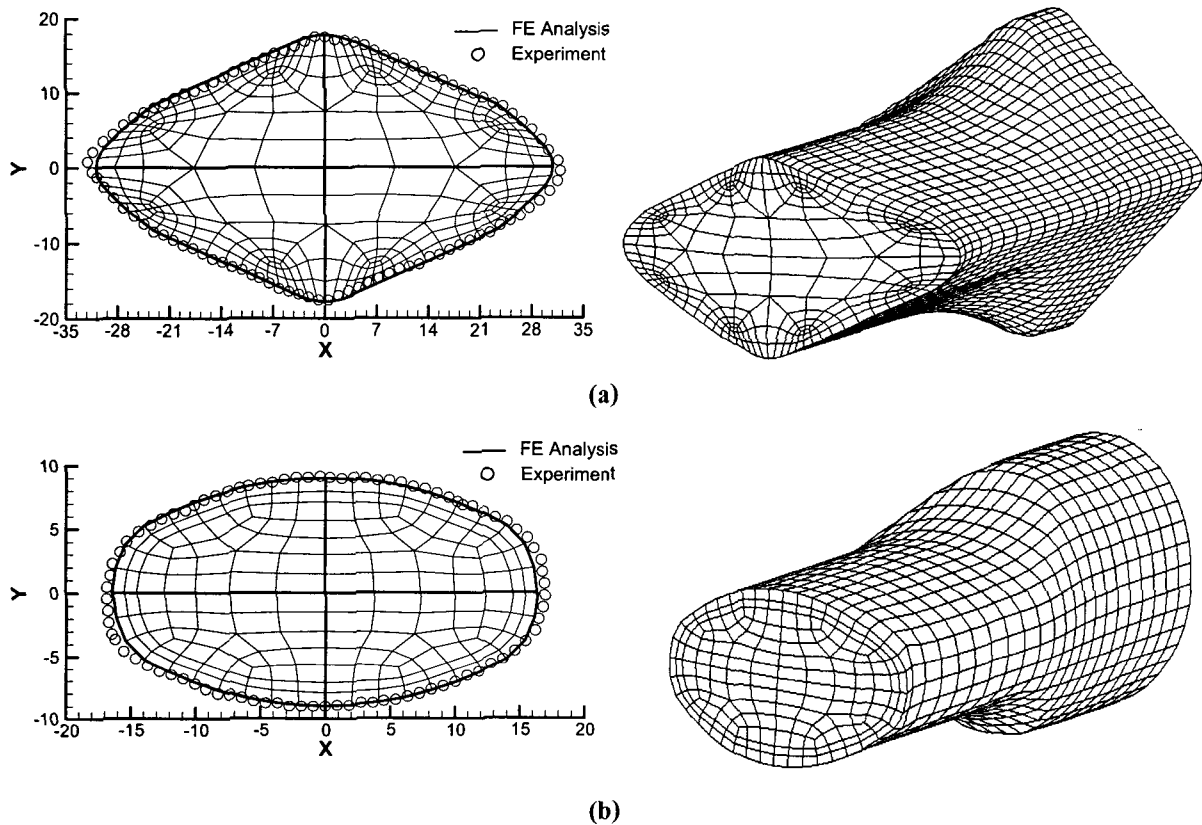 20
10
0
-10
-20
Y
FE Analysis
Experiment
-35 -28 -21 -14 -7 0 7 14 21 28 35
X
(a)
10
5
0
-5
-10
Y
FE Analysis
Experiment
-20 -15 -10 -5 0 5 10 15 20
X
(b)